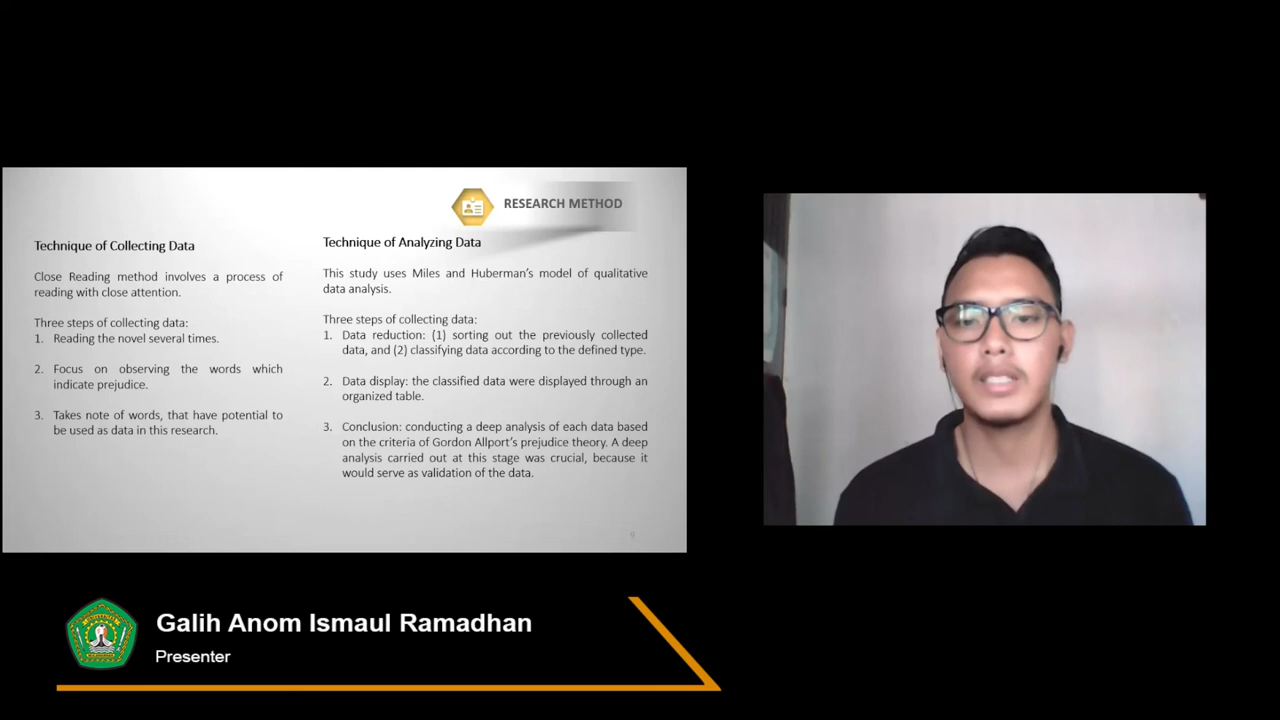 RESEARCH METHOD
Technique of Collecting Data
Close Reading method involves a process of
reading with close attention.
Three steps of collecting data:
1. Reading the novel several times.
2. Focus on observing the words which
indicate prejudice.
3. Takes note of words, that have potential to
be used as data in this research.
Technique of Analyzing Data
This study uses Miles and Huberman's model of qualitative
data analysis.
Three steps of collecting data:
1. Data reduction: (1) sorting out the previously collected
data, and (2) classifying data according to the defined type.
2. Data display: the classified data were displayed through an
organized table.
3. Conclusion: conducting a deep analysis of each data based
on the criteria of Gordon Allport's prejudice theory. A deep
analysis carried out at this stage was crucial, because it
would serve as validation of the data.
9
Galih Anom Ismaul Ramadhan
Presenter